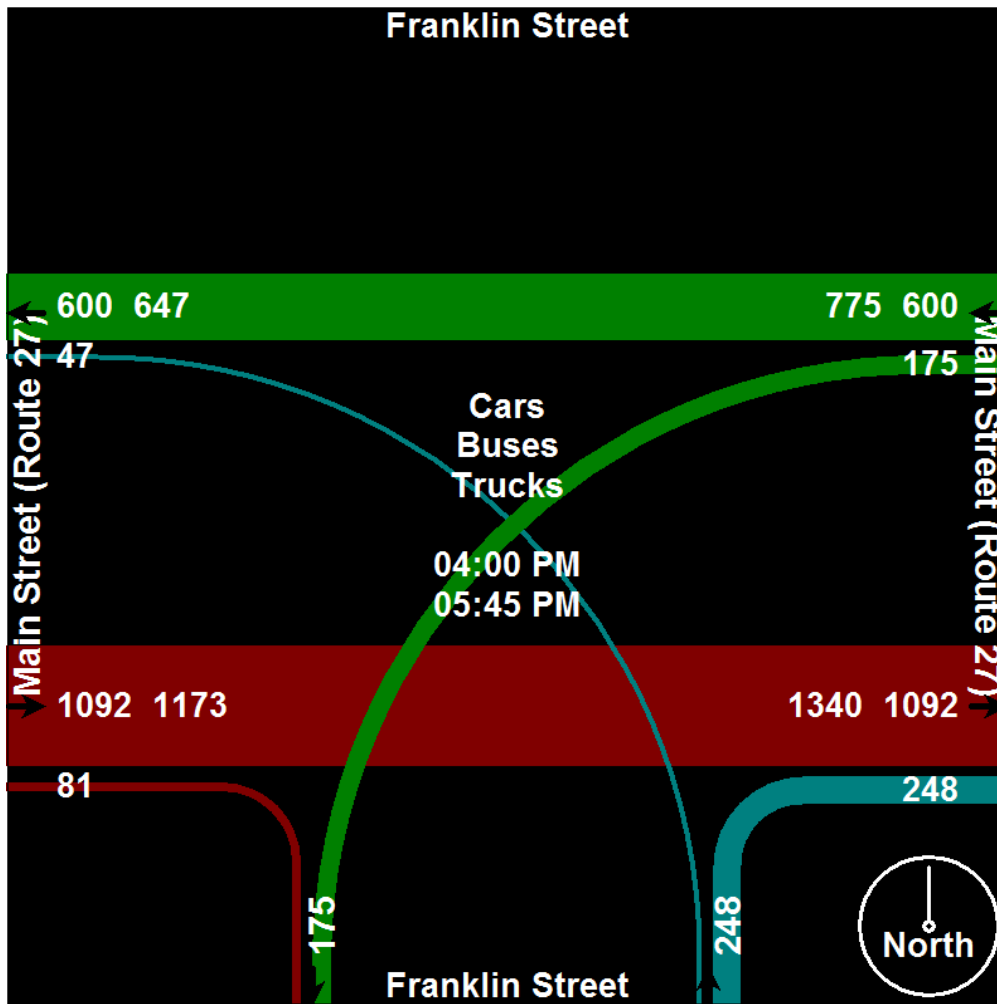 Franklin Street
600 647
775 600
47
175
Main Street (Route 27)
Main Street (Route 27)
Cars
Buses
Trucks
04:00 PM
05:45 PM
1092 1173
1340 1092
81
248
175
248
North
Franklin Street